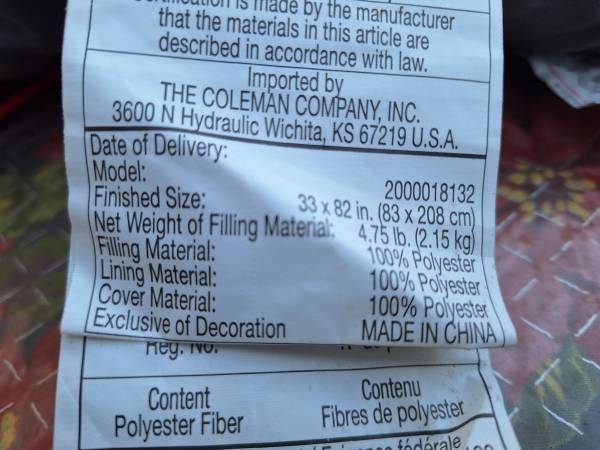 is made by the manufacturer
that the materials in this article are
described in accordance with law.
Imported by
THE COLEMAN COMPANY, INC.
3600 N Hydraulic Wichita, KS 67219 U.S.A.
Date of Delivery:
Model: 2000018132
Finished Size: 33 x 82 in. (83 x 208 cm)
Net Weight of Filling Material: 4.75 lb. (2.15 kg)
Filling Material: 100% Polyester
Lining Material: 100% Polyester
Cover Material: 100% Polyester
Exclusive of Decoration MADE IN CHINA
Reg. No.
Content Contenu
Polyester Fiber Fibres de polyester
fédérale